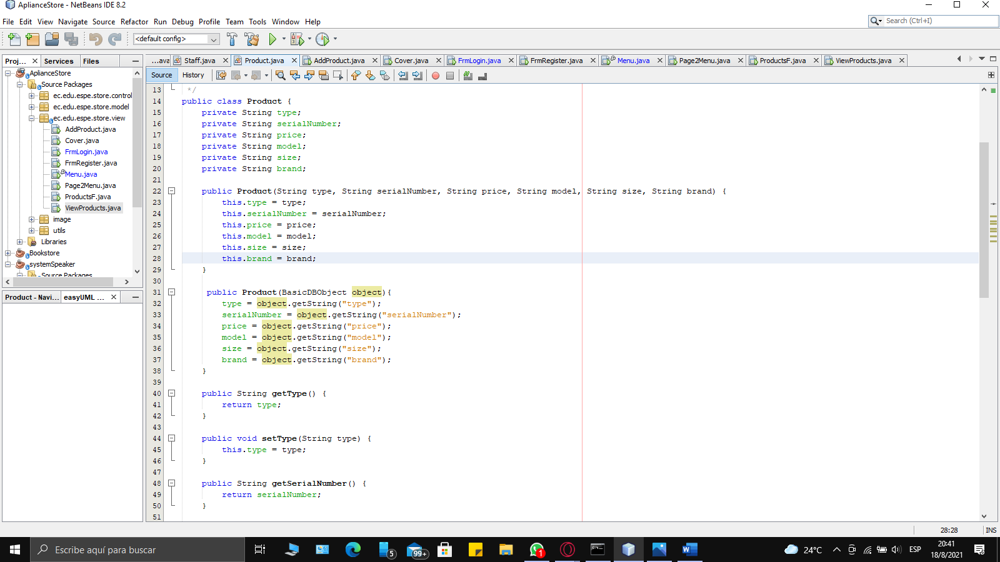 AplianceStore - NetBeans IDE 8.2
File Edit View Navigate Source Refactor Run Debug Profile Team Tools Window Help
Search (Ctrl+I)
<default config>
Proj... Services Files
...ava Staff.java Product.java AddProduct.java Cover.java FrmLogin.java FrmRegister.java Menu.java Page2Menu.java ProductsF.java ViewProducts.java
Source History
AplianceStore
Source Packages
ec.edu.espe.store.control
ec.edu.espe.store.model
ec.edu.espe.store.view
AddProduct.java
Cover.java
FrmLogin.java
FrmRegister.java
Menu.java
Page2Menu.java
ProductsF.java
ViewProducts.java
image
utils
Libraries
Bookstore
systemSpeaker
Source Packages
Product - Navi... easyUML ...
13 */
14 public class Product {
15 private String type;
16 private String serialNumber;
17 private String price;
18 private String model;
19 private String size;
20 private String brand;
21
22 public Product(String type, String serialNumber, String price, String model, String size, String brand) {
23 this.type = type;
24 this.serialNumber = serialNumber;
25 this.price = price;
26 this.model = model;
27 this.size = size;
28 this.brand = brand;
29 }
30
31 public Product(BasicDBObject object){
32 type = object.getString("type");
33 serialNumber = object.getString("serialNumber");
34 price = object.getString("price");
35 model = object.getString("model");
36 size = object.getString("size");
37 brand = object.getString("brand");
38 }
39
40 public String getType() {
41 return type;
42 }
43
44 public void setType(String type) {
45 this.type = type;
46 }
47
48 public String getSerialNumber() {
49 return serialNumber;
50 }
51
28:28 INS
Escribe aquí para buscar
5
99+
1
24°C
ESP
20:41
18/8/2021